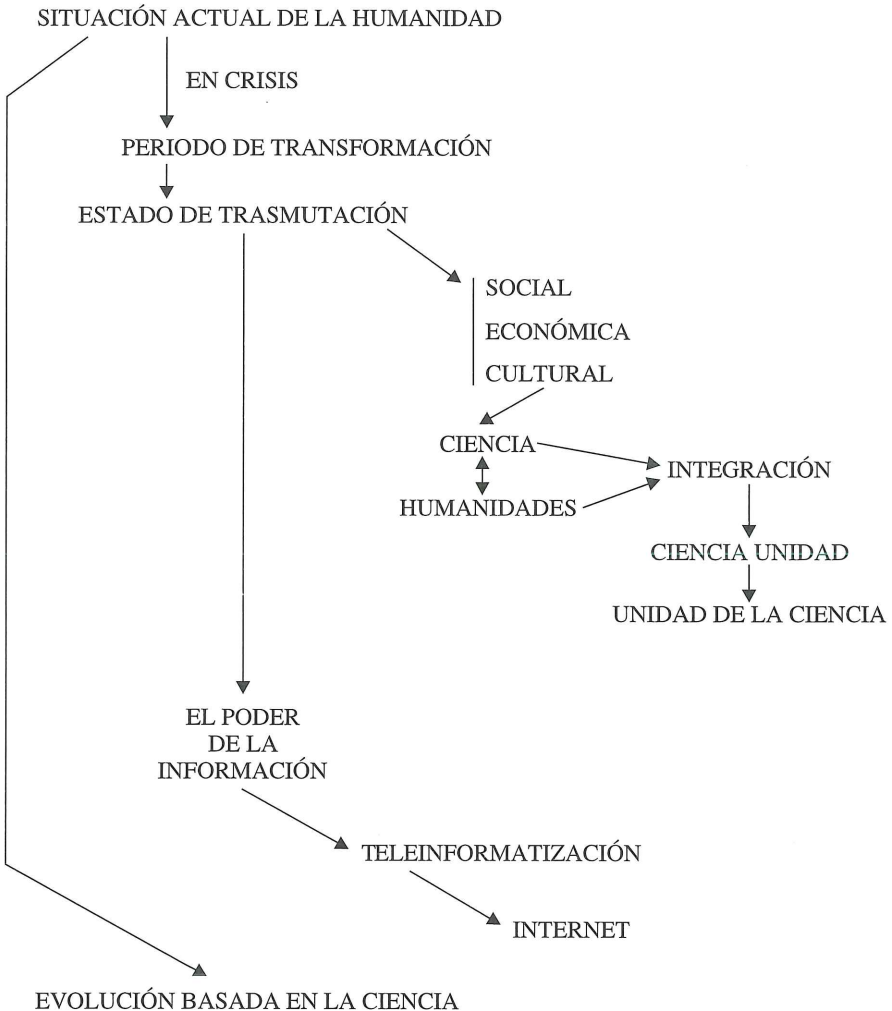 SITUACIÓN ACTUAL DE LA HUMANIDAD
EN CRISIS
PERIODO DE TRANSFORMACIÓN
ESTADO DE TRASMUTACIÓN
SOCIAL
ECONÓMICA
CULTURAL
CIENCIA
INTEGRACIÓN
HUMANIDADES
CIENCIA UNIDAD
UNIDAD DE LA CIENCIA
EL PODER
DE LA
INFORMACIÓN
TELEINFORMATIZACIÓN
INTERNET
EVOLUCIÓN BASADA EN LA CIENCIA